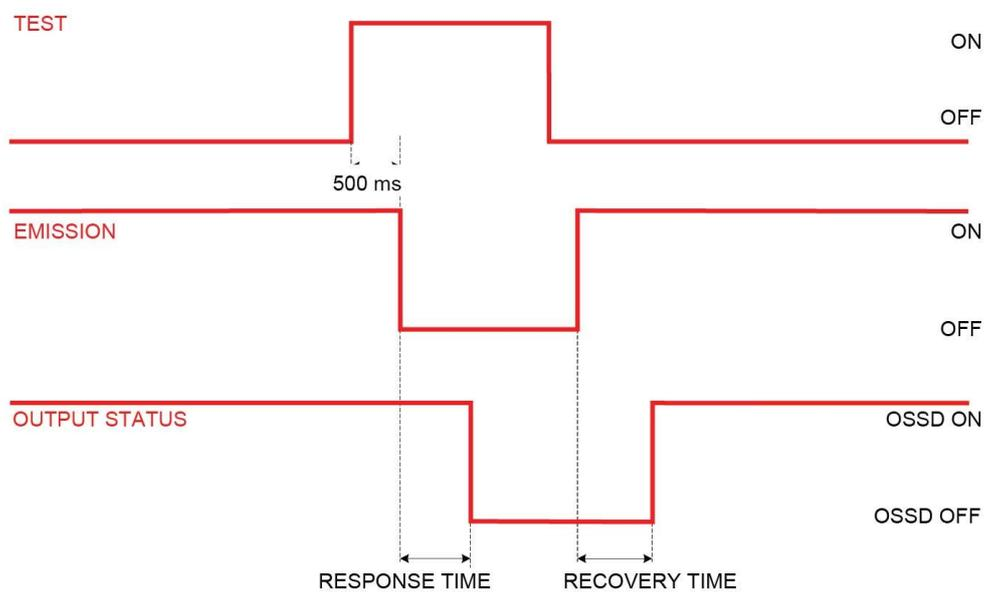 TEST
ON
OFF
500 ms
EMISSION
ON
OFF
OUTPUT STATUS
OSSD ON
OSSD OFF
RESPONSE TIME
RECOVERY TIME